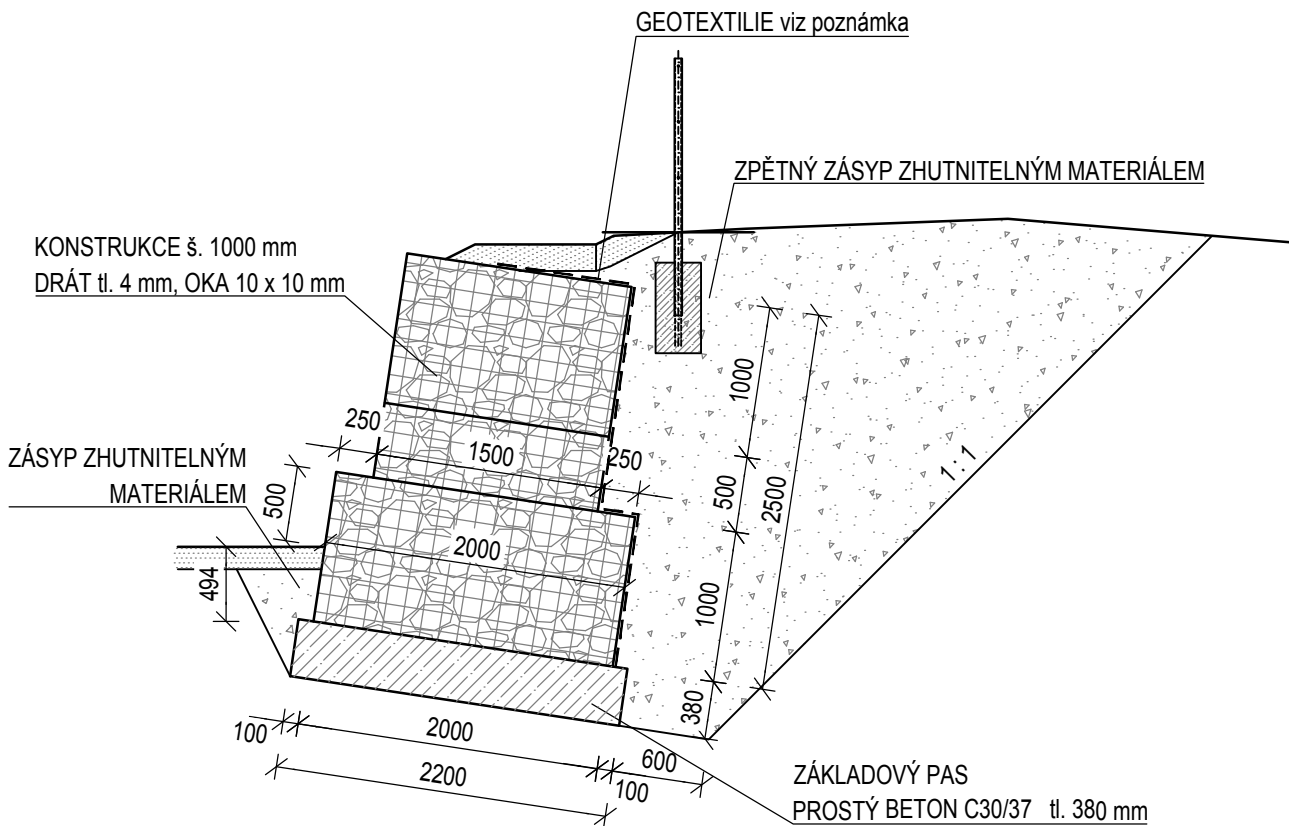 GEOTEXTILIE viz poznámka
ZPĚTNÝ ZÁSYP ZHUTNITELNÝM MATERIÁLEM
KONSTRUKCE š. 1000 mm
DRÁT tl. 4 mm, OKA 10 x 10 mm
1000
250
1500
250
ZÁSYP ZHUTNITELNÝM
MATERIÁLEM
500
500
2500
1 : 1
2000
494
1000
380
100
2000
600
2200
100
ZÁKLADOVÝ PAS
PROSTÝ BETON C30/37 tl. 380 mm